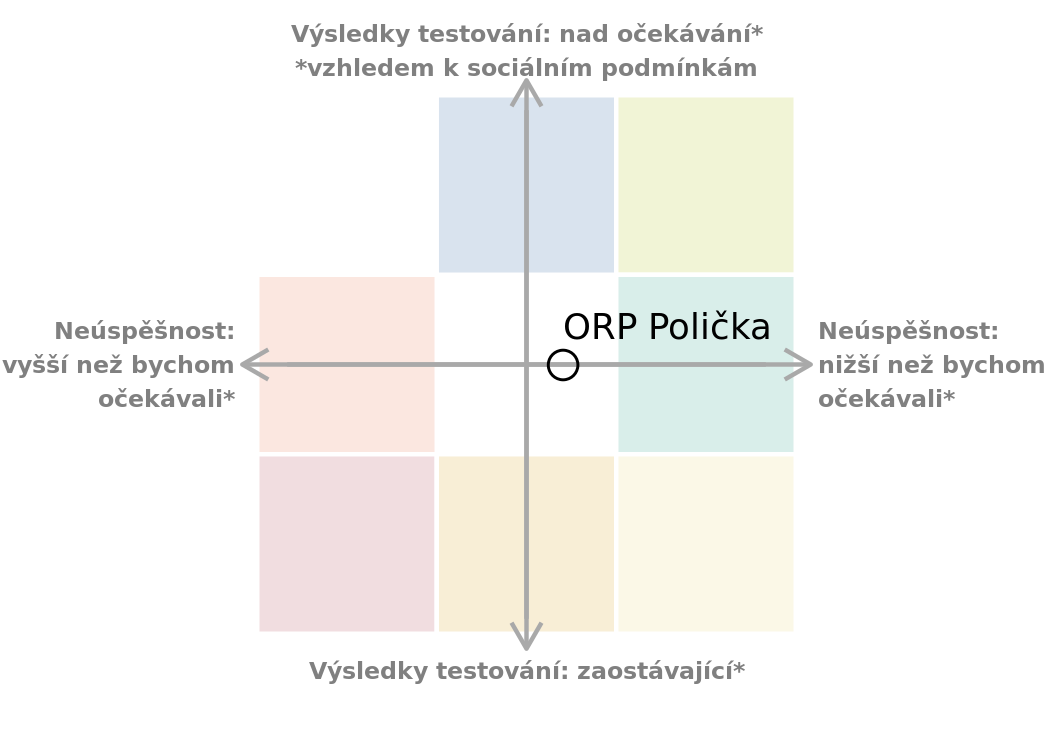 Výsledky testování: nad očekávání*
*vzhledem k sociálním podmínkám
ORP Polička
Neúspěšnost:
vyšší než bychom
očekávali*
Neúspěšnost:
nižší než bychom
očekávali*
Výsledky testování: zaostávající*